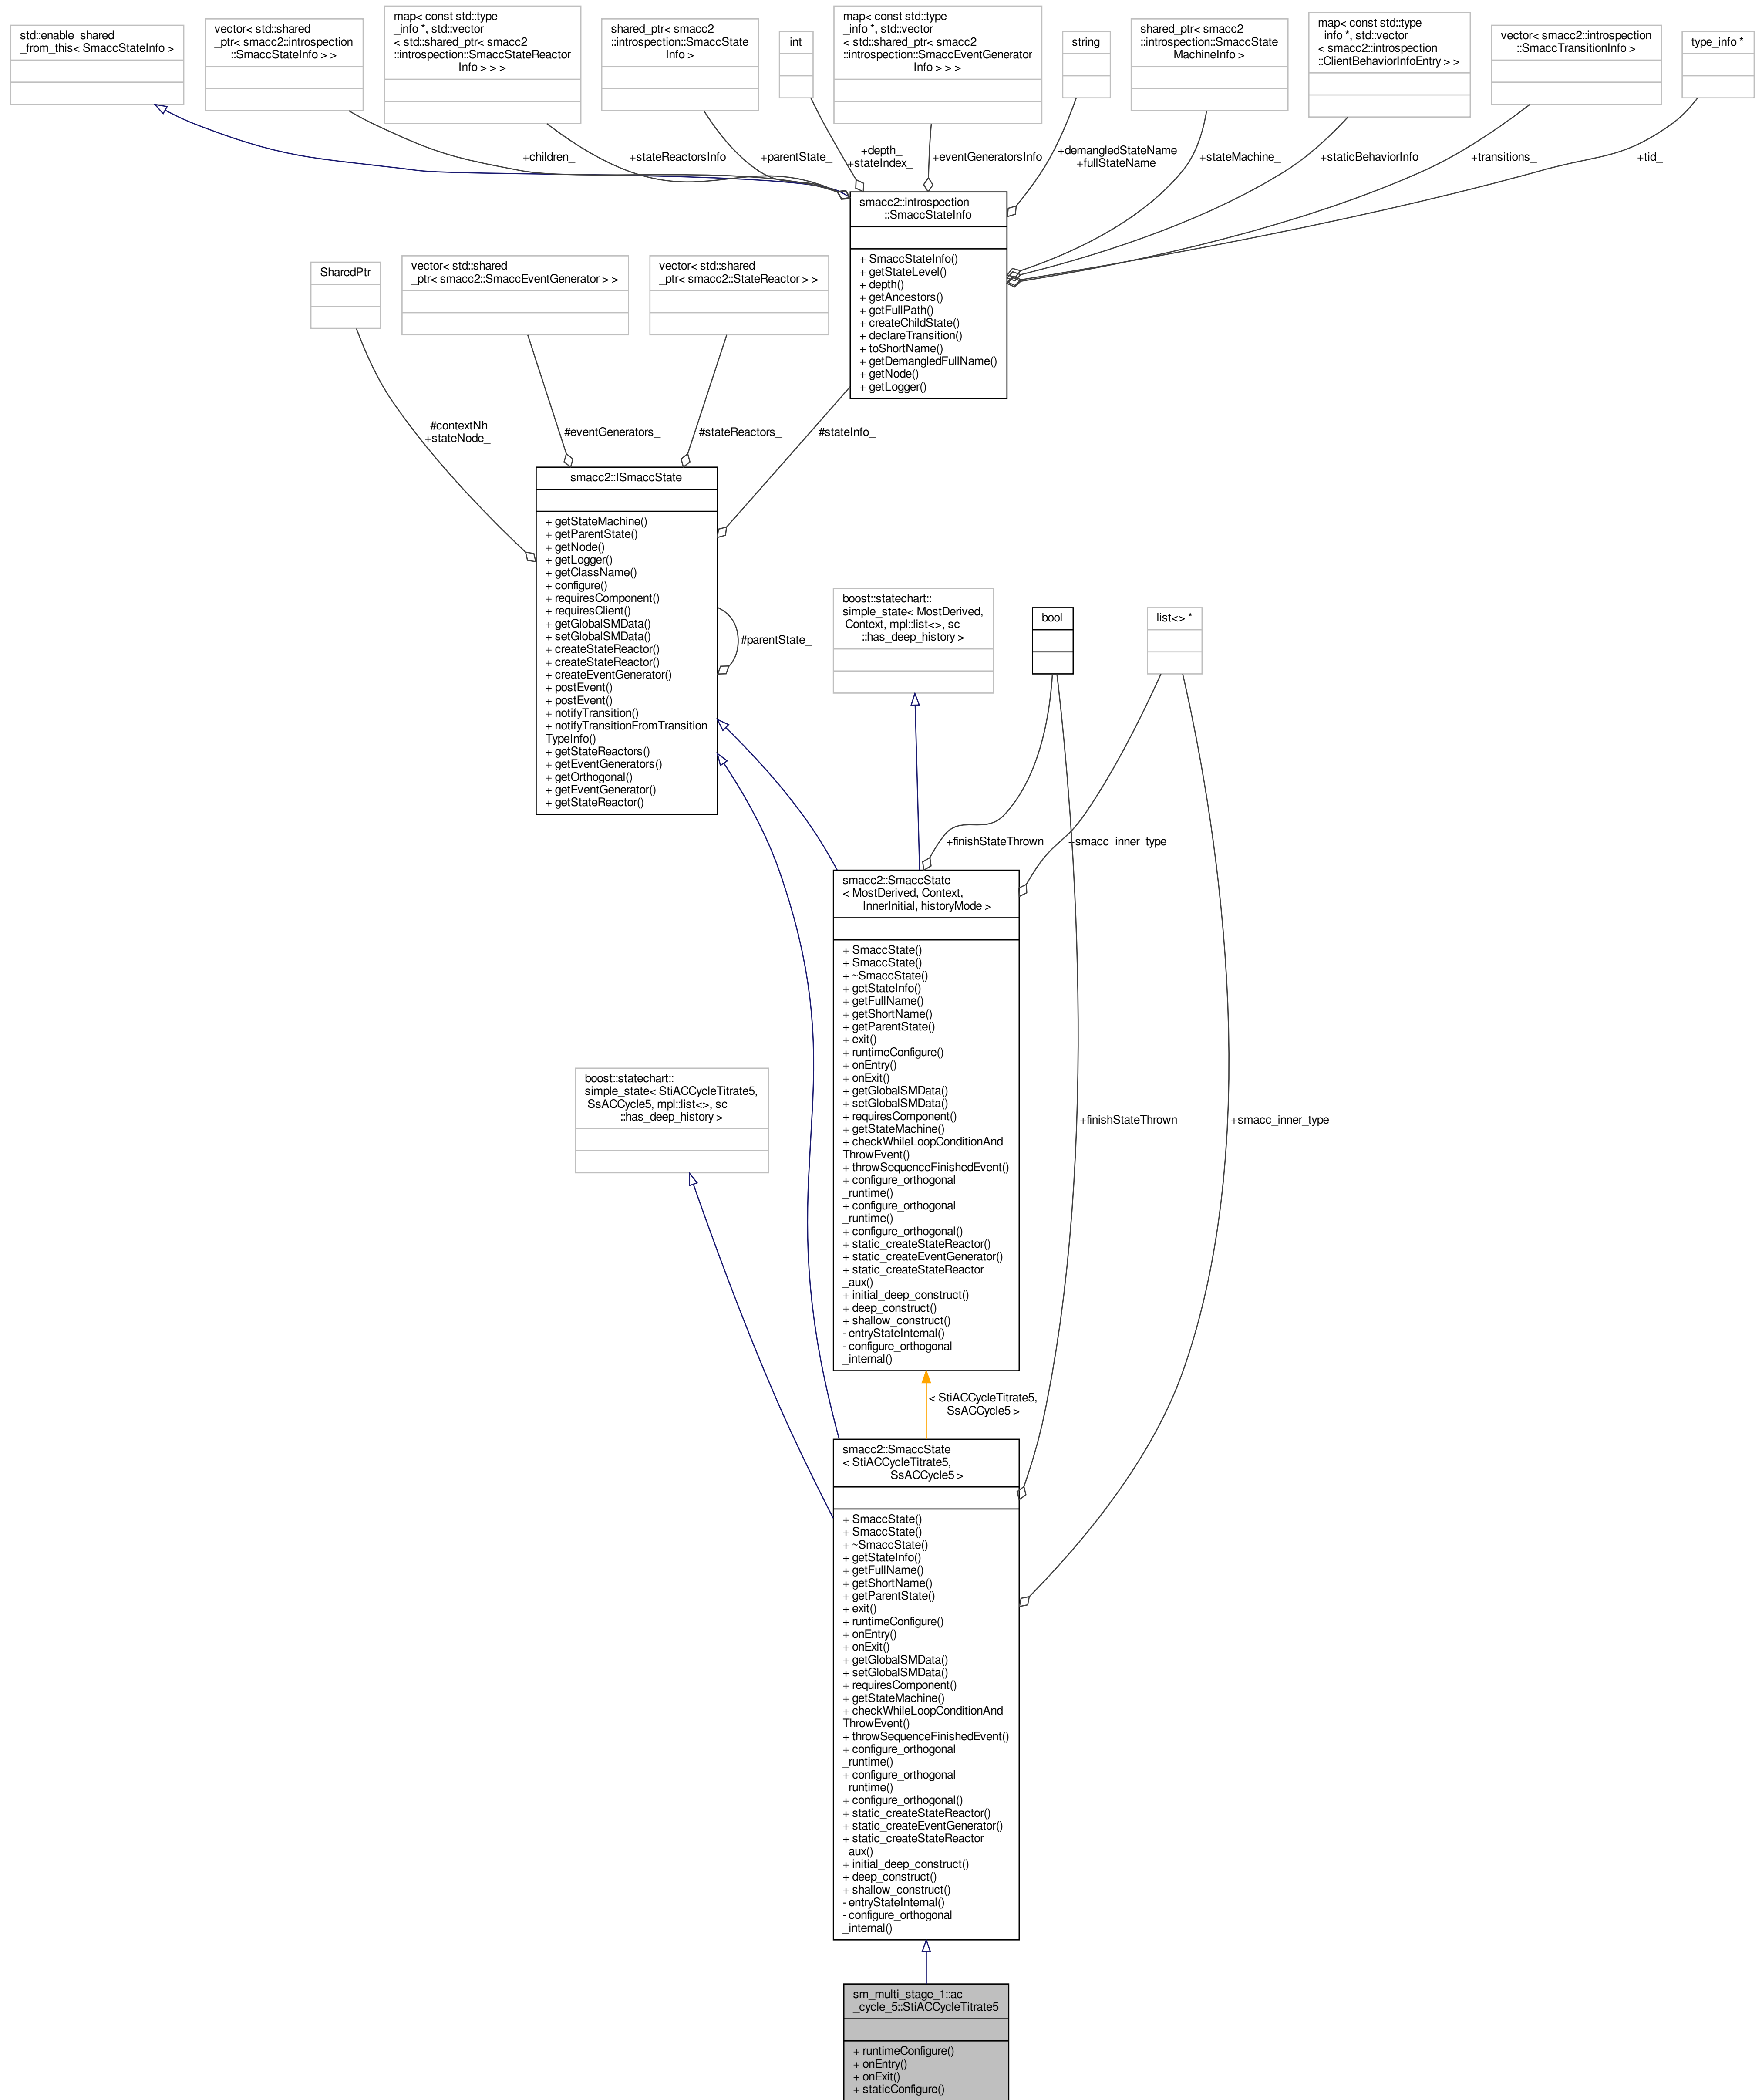 std::enable_shared
_from_this< SmaccStateInfo >
vector< std::shared
_ptr< smacc2::introspection
::SmaccStateInfo > >
map< const std::type
_info *, std::vector
< std::shared_ptr< smacc2
::introspection::SmaccStateReactor
Info > > >
shared_ptr< smacc2
::introspection::SmaccState
Info >
int
map< const std::type
_info *, std::vector
< std::shared_ptr< smacc2
::introspection::SmaccEventGenerator
Info > > >
string
shared_ptr< smacc2
::introspection::SmaccState
MachineInfo >
map< const std::type
_info *, std::vector
< smacc2::introspection
::ClientBehaviorInfoEntry > >
vector< smacc2::introspection
::SmaccTransitionInfo >
type_info *
+children_
+stateReactorsInfo
+parentState_
+depth_
+stateIndex_
+eventGeneratorsInfo
+demangledStateName
+fullStateName
+stateMachine_
+staticBehaviorInfo
+transitions_
+tid_
smacc2::introspection
::SmaccStateInfo
+ SmaccStateInfo()
+ getStateLevel()
+ depth()
+ getAncestors()
+ getFullPath()
+ createChildState()
+ declareTransition()
+ toShortName()
+ getDemangledFullName()
+ getNode()
+ getLogger()
SharedPtr
vector< std::shared
_ptr< smacc2::SmaccEventGenerator > >
vector< std::shared
_ptr< smacc2::StateReactor > >
#contextNh
+stateNode_
#eventGenerators_
#stateReactors_
#stateInfo_
smacc2::ISmaccState
+ getStateMachine()
+ getParentState()
+ getNode()
+ getLogger()
+ getClassName()
+ configure()
+ requiresComponent()
+ requiresClient()
+ getGlobalSMData()
+ setGlobalSMData()
+ createStateReactor()
+ createStateReactor()
+ createEventGenerator()
+ postEvent()
+ postEvent()
+ notifyTransition()
+ notifyTransitionFromTransition
TypeInfo()
+ getStateReactors()
+ getEventGenerators()
+ getOrthogonal()
+ getEventGenerator()
+ getStateReactor()
#parentState_
boost::statechart::
simple_state< MostDerived,
Context, mpl::list<>, sc
::has_deep_history >
bool
list<> *
+finishStateThrown
+smacc_inner_type
smacc2::SmaccState
< MostDerived, Context,
InnerInitial, historyMode >
+ SmaccState()
+ SmaccState()
+ ~SmaccState()
+ getStateInfo()
+ getFullName()
+ getShortName()
+ getParentState()
+ exit()
+ runtimeConfigure()
+ onEntry()
+ onExit()
+ getGlobalSMData()
+ setGlobalSMData()
+ requiresComponent()
+ getStateMachine()
+ checkWhileLoopConditionAnd
ThrowEvent()
+ throwSequenceFinishedEvent()
+ configure_orthogonal
_runtime()
+ configure_orthogonal
_runtime()
+ configure_orthogonal()
+ static_createStateReactor()
+ static_createEventGenerator()
+ static_createStateReactor
_aux()
+ initial_deep_construct()
+ deep_construct()
+ shallow_construct()
- entryStateInternal()
- configure_orthogonal
_internal()
boost::statechart::
simple_state< StiACCycleTitrate5,
SsACCycle5, mpl::list<>, sc
::has_deep_history >
+finishStateThrown
+smacc_inner_type
< StiACCycleTitrate5,
SsACCycle5 >
smacc2::SmaccState
< StiACCycleTitrate5,
SsACCycle5 >
+ SmaccState()
+ SmaccState()
+ ~SmaccState()
+ getStateInfo()
+ getFullName()
+ getShortName()
+ getParentState()
+ exit()
+ runtimeConfigure()
+ onEntry()
+ onExit()
+ getGlobalSMData()
+ setGlobalSMData()
+ requiresComponent()
+ getStateMachine()
+ checkWhileLoopConditionAnd
ThrowEvent()
+ throwSequenceFinishedEvent()
+ configure_orthogonal
_runtime()
+ configure_orthogonal
_runtime()
+ configure_orthogonal()
+ static_createStateReactor()
+ static_createEventGenerator()
+ static_createStateReactor
_aux()
+ initial_deep_construct()
+ deep_construct()
+ shallow_construct()
- entryStateInternal()
- configure_orthogonal
_internal()
sm_multi_stage_1::ac
_cycle_5::StiACCycleTitrate5
+ runtimeConfigure()
+ onEntry()
+ onExit()
+ staticConfigure()